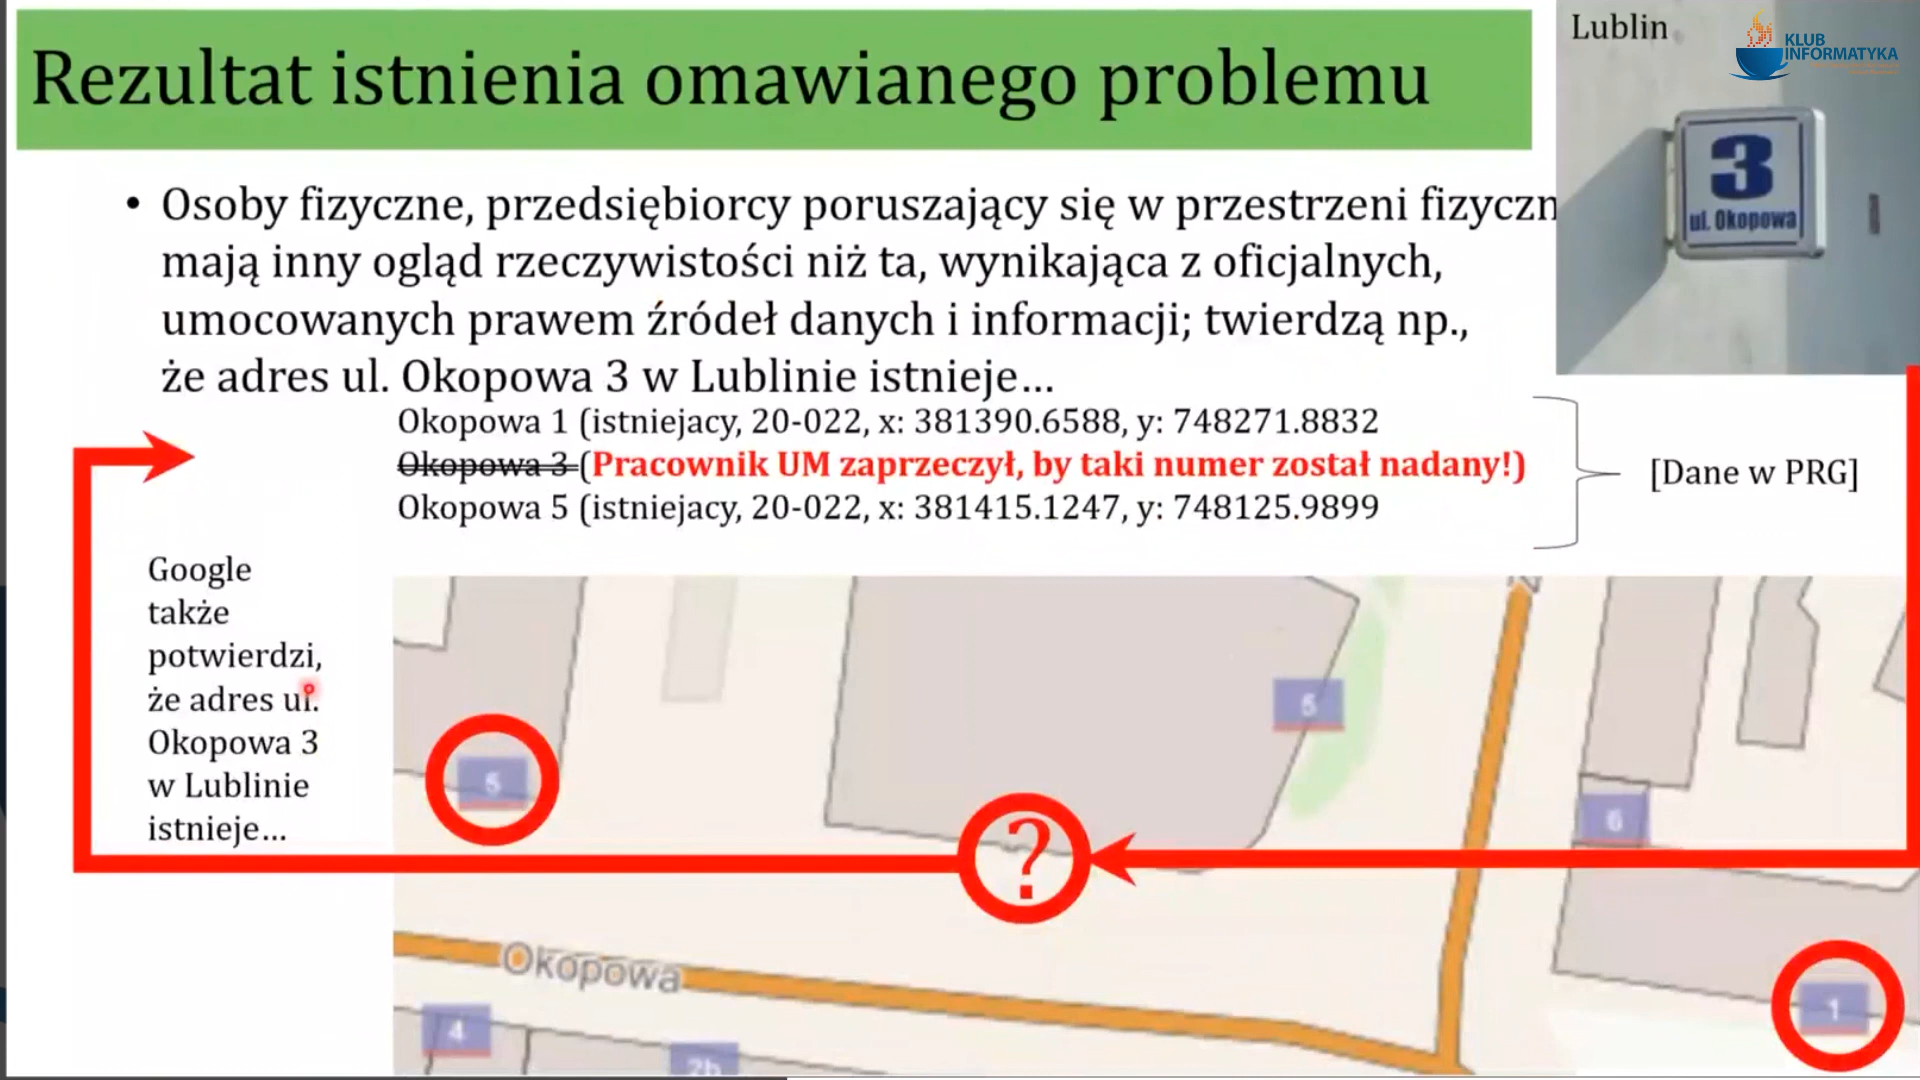 Rezultat istnienia omawianego problemu
Lublin
KLUB
INFORMATYKA
3
ul. Okopowa
• Osoby fizyczne, przedsiębiorcy poruszający się w przestrzeni fizyczn
mają inny ogląd rzeczywistości niż ta, wynikająca z oficjalnych,
umocowanych prawem źródeł danych i informacji; twierdzą np.,
że adres ul. Okopowa 3 w Lublinie istnieje...
Okopowa 1 (istniejacy, 20-022, x: 381390.6588, y: 748271.8832
Okopowa 3 (Pracownik UM zaprzeczył, by taki numer został nadany!)
Okopowa 5 (istniejacy, 20-022, x: 381415.1247, y: 748125.9899
[Dane w PRG]
Google
także
potwierdzi,
że adres ul.
Okopowa 3
w Lublinie
istnieje...
5
5
?
6
Okopowa
1
4
2b